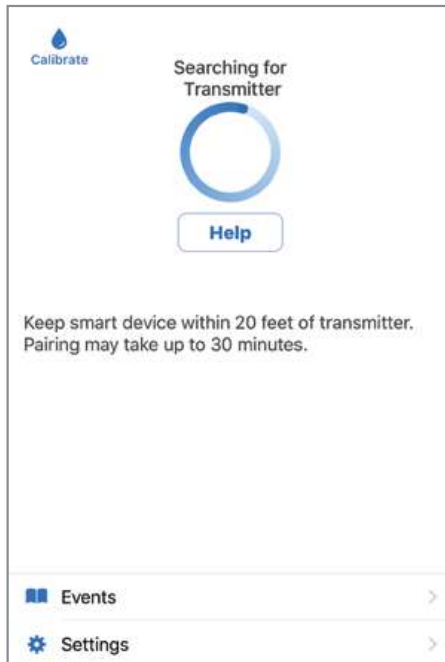 Calibrate
Searching for
Transmitter
Help
Keep smart device within 20 feet of transmitter.
Pairing may take up to 30 minutes.
Events
Settings